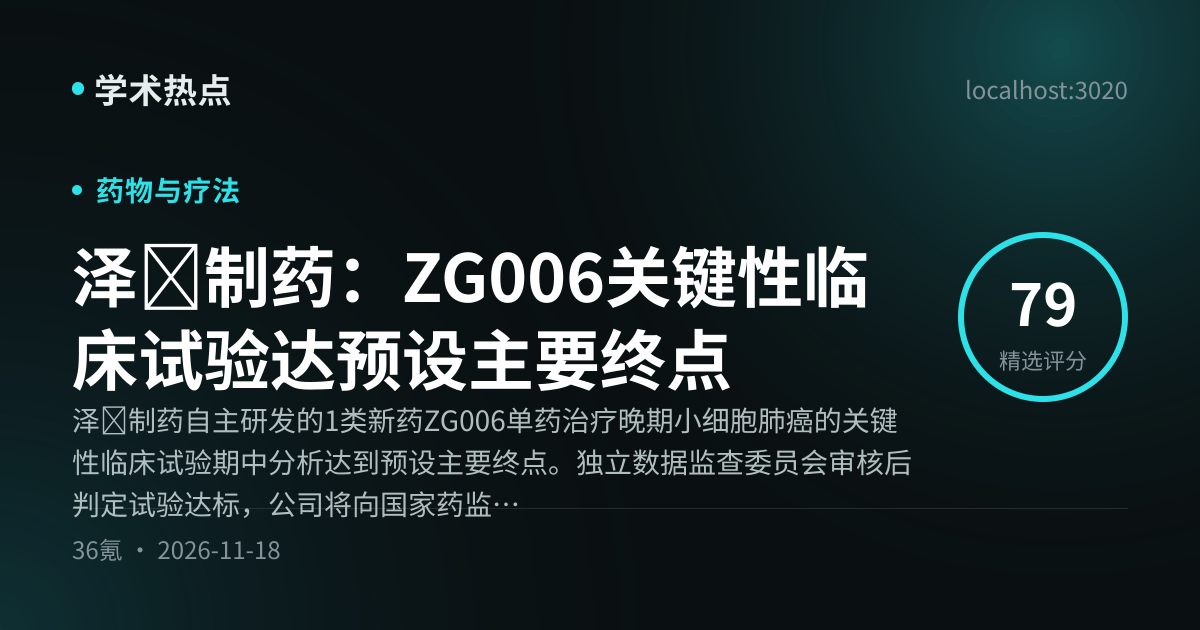 学术热点
localhost:3020
药物与疗法
泽制药：ZG006关键性临
床试验达预设主要终点
79
精选评分
泽制药自主研发的1类新药ZG006单药治疗晚期小细胞肺癌的关键
性临床试验期中分析达到预设主要终点。独立数据监查委员会审核后
判定试验达标，公司将向国家药监…
36氪 · 2026-11-18